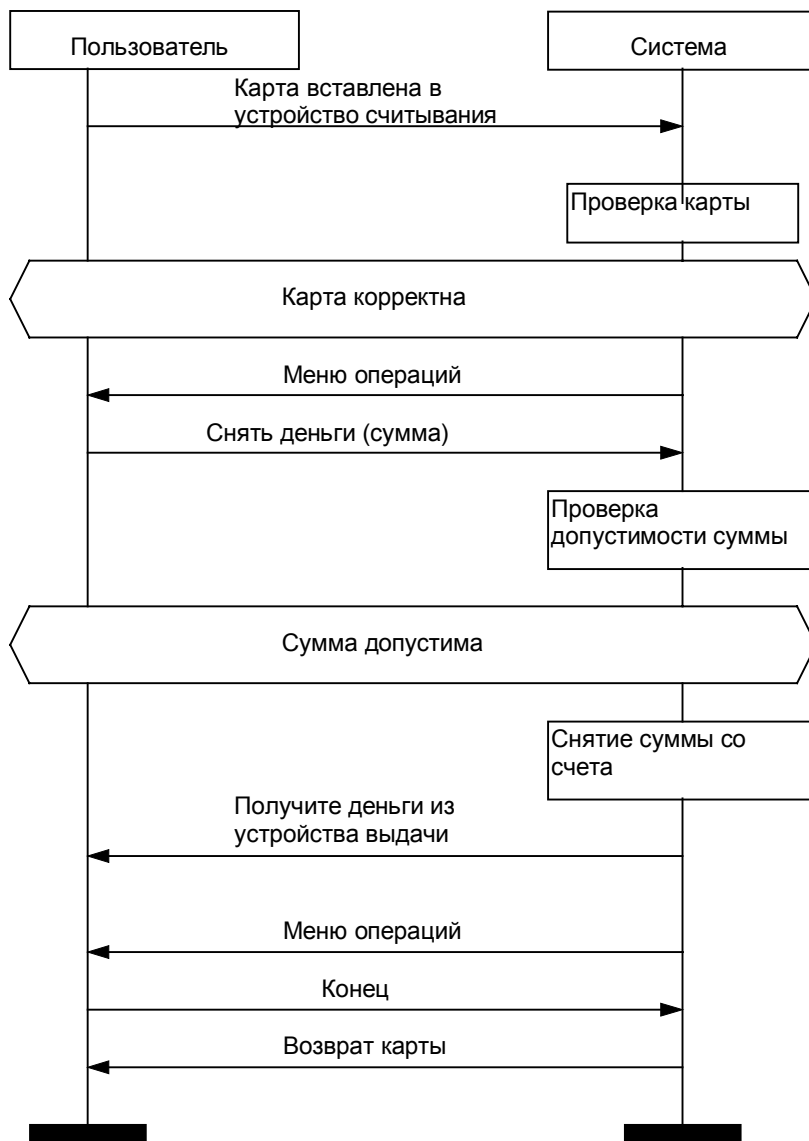 Пользователь
Система
Карта вставлена в
устройство считывания
Проверка карты
Карта корректна
Меню операций
Снять деньги (сумма)
Проверка
допустимости суммы
Сумма допустима
Снятие суммы со
счета
Получите деньги из
устройства выдачи
Меню операций
Конец
Возврат карты